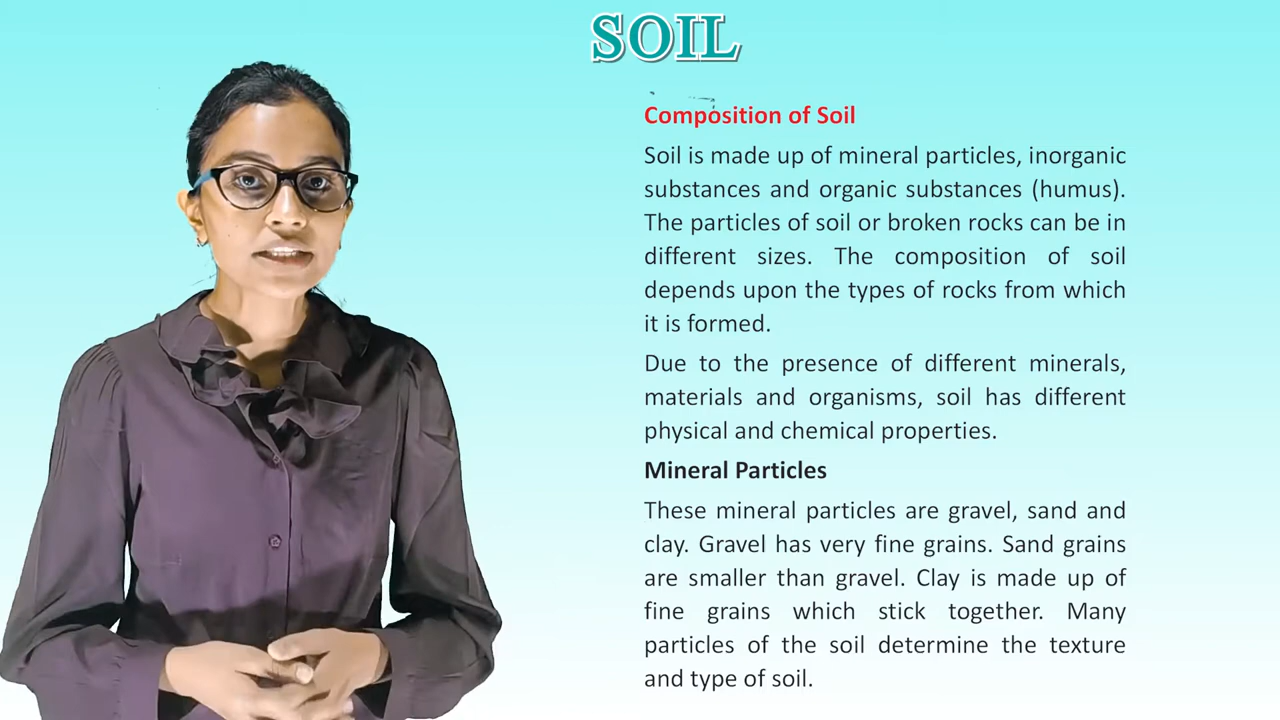 SOIL
Composition of Soil
Soil is made up of mineral particles, inorganic
substances and organic substances (humus).
The particles of soil or broken rocks can be in
different sizes. The composition of soil
depends upon the types of rocks from which
it is formed.
Due to the presence of different minerals,
materials and organisms, soil has different
physical and chemical properties.
Mineral Particles
These mineral particles are gravel, sand and
clay. Gravel has very fine grains. Sand grains
are smaller than gravel. Clay is made up of
fine grains which stick together. Many
particles of the soil determine the texture
and type of soil.